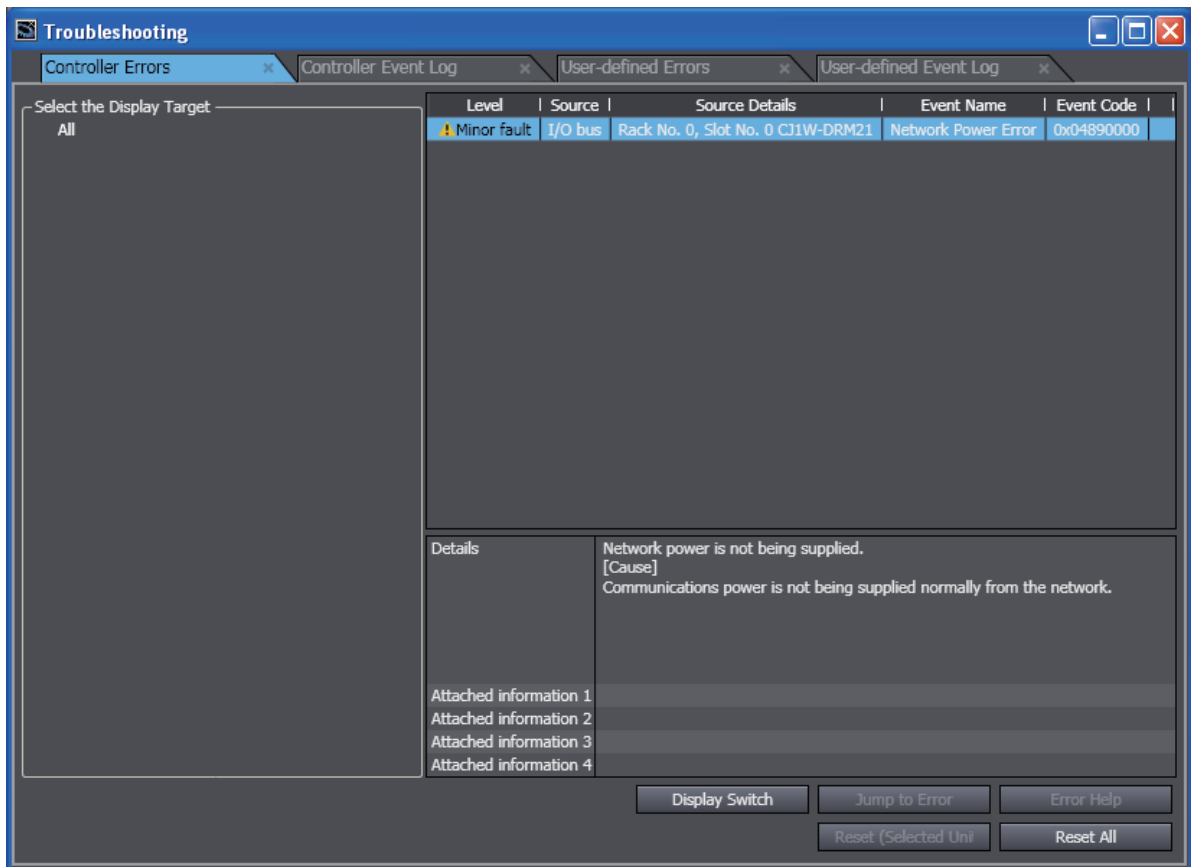 Troubleshooting
Controller Errors Controller Event Log User-defined Errors User-defined Event Log
Select the Display Target
All
Level Source Source Details Event Name Event Code
Minor fault I/O bus Rack No. 0, Slot No. 0 CJ1W-DRM21 Network Power Error 0x04890000
Details Network power is not being supplied.
[Cause]
Communications power is not being supplied normally from the network.
Attached information 1
Attached information 2
Attached information 3
Attached information 4
Display Switch Jump to Error Error Help
Reset (Selected Uni Reset All